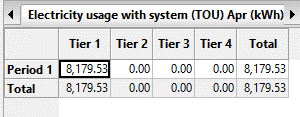 Electricity usage with system (TOU) Apr (kWh)
Tier 1 Tier 2 Tier 3 Tier 4 Total
Period 1 8,179.53 0.00 0.00 0.00 8,179.53
Total 8,179.53 0.00 0.00 0.00 8,179.53